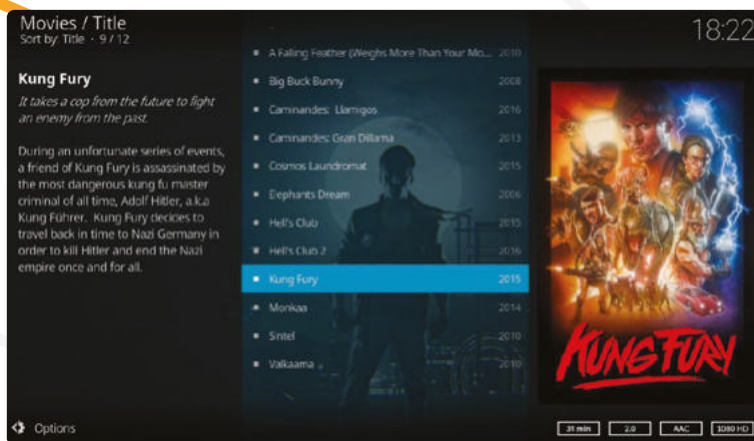 Movies / Title
Sort by: Title · 9 / 12
18:22
Kung Fury
It takes a cop from the future to fight
an enemy from the past.
During an unfortunate series of events,
a friend of Kung Fury is assassinated by
the most dangerous kung fu master
criminal of all time, Adolf Hitler, a.k.a
Kung Führer. Kung Fury decides to
travel back in time to Nazi Germany in
order to kill Hitler and end the Nazi
empire once and for all.
..
A Falling Feather (Weighs More Than Your Mo... 2010
Big Buck Bunny 2008
Caminandes: Llamigos 2016
Caminandes: Gran Dillama 2013
Cosmos Laundromat 2015
Elephants Dream 2006
Hell's Club 2015
Hell's Club 2 2016
Kung Fury 2015
Monkaa 2014
Sintel 2010
Valkaama 2010
KUNG FURY
Options
31 min 2.0 AAC 1080 HD